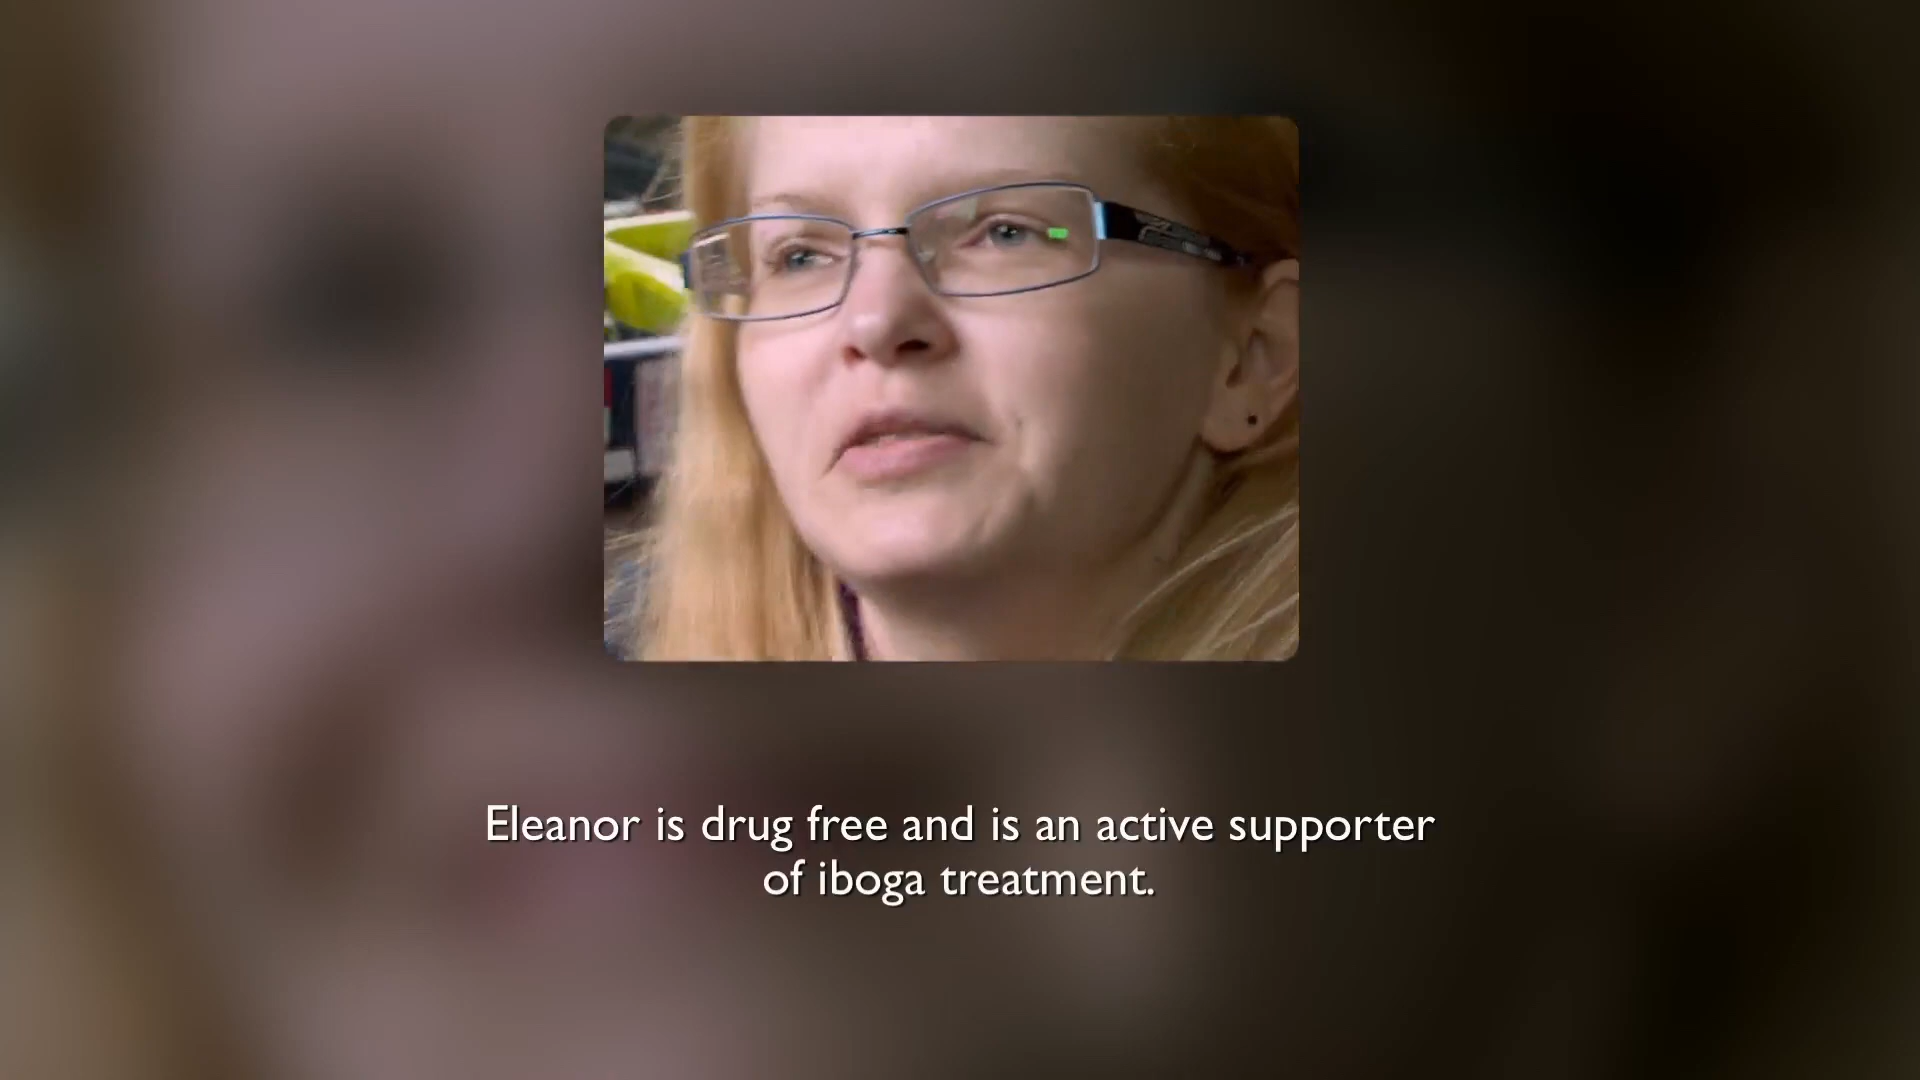 Eleanor is drug free and is an active supporter
of iboga treatment.